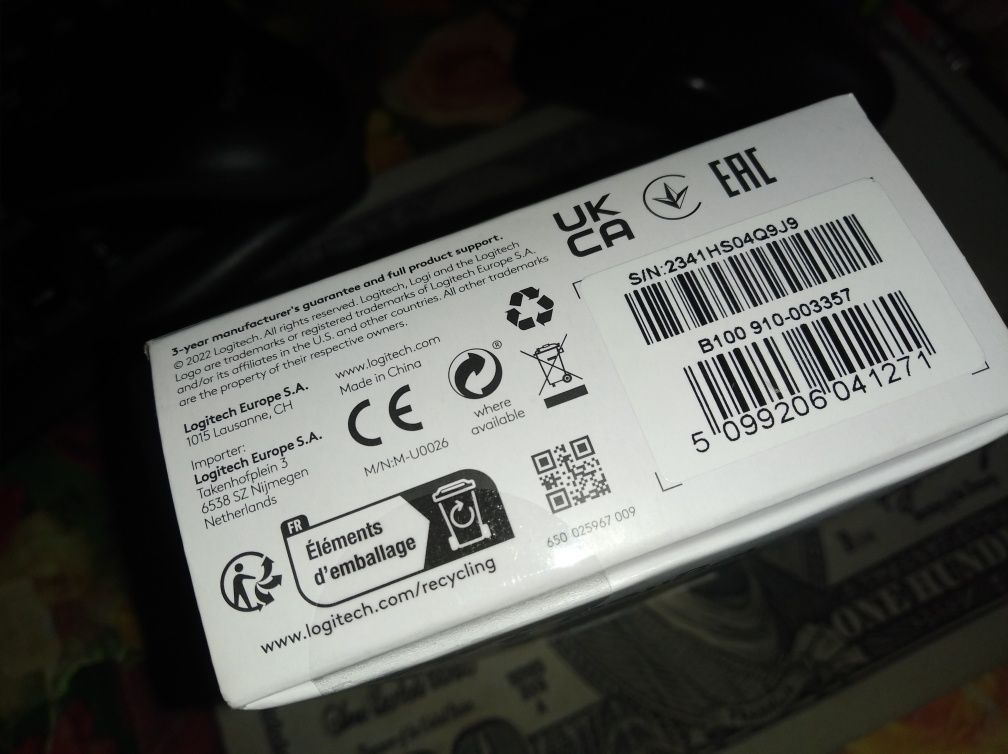 3-year manufacturer's guarantee and full product support.
© 2022 Logitech. All rights reserved. Logitech, Logi and the Logitech
Logo are trademarks or registered trademarks of Logitech Europe S.A.
and/or its affiliates in the U.S. and other countries. All other trademarks
are the property of their respective owners.
Logitech Europe S.A.
1015 Lausanne, CH
Importer:
Logitech Europe S.A.
Takenhofplein 3
6538 SZ Nijmegen
Netherlands
www.logitech.com
Made in China
CE
M/N:M-U0026
®
where
available
FR
Éléments
d'emballage
www.logitech.com/recycling
650 025967 009
UK
CA
EAC
S/N:2341HS04Q9J9
B100 910-003357
5 099206 041271
ONE HUND